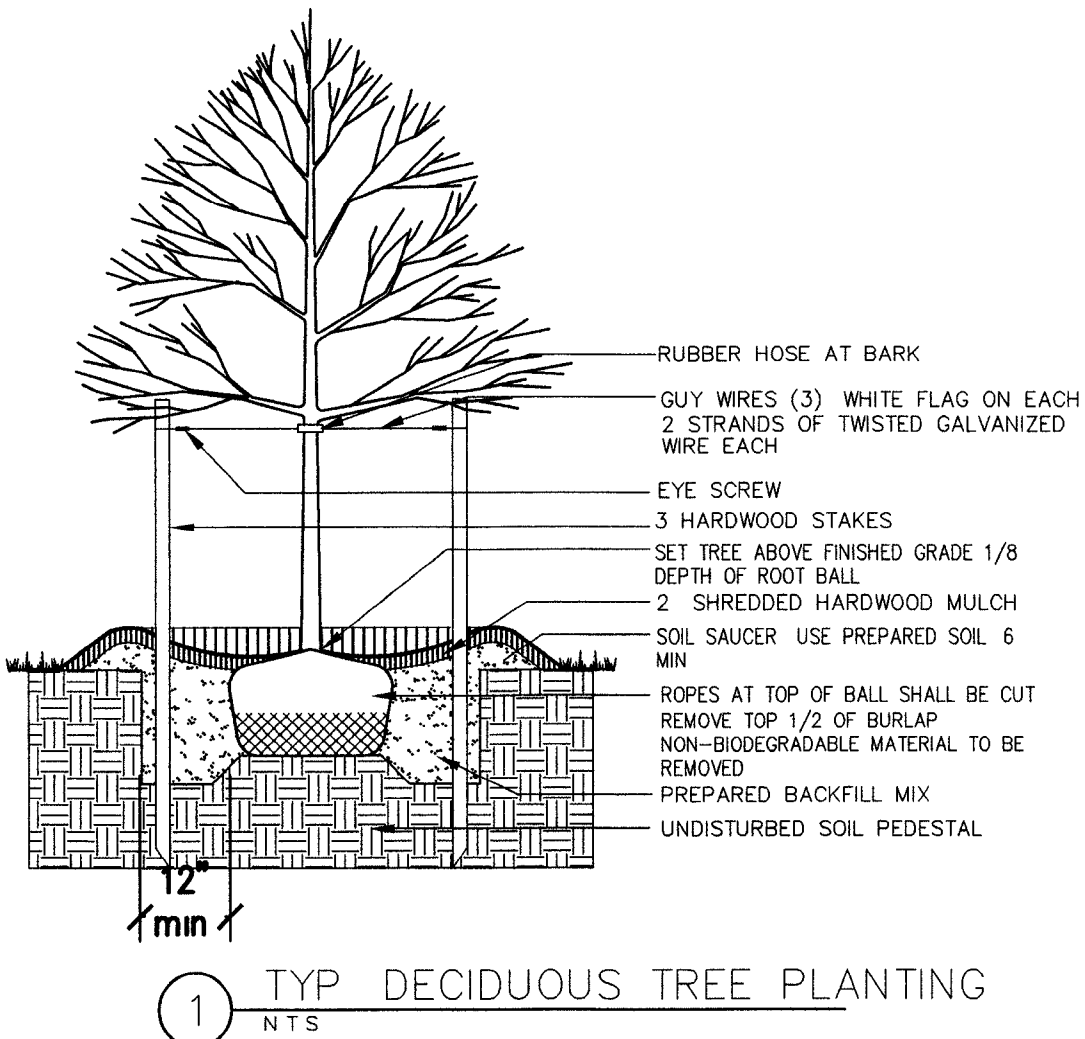 RUBBER HOSE AT BARK
GUY WIRES (3) WHITE FLAG ON EACH
2 STRANDS OF TWISTED GALVANIZED
WIRE EACH
EYE SCREW
3 HARDWOOD STAKES
SET TREE ABOVE FINISHED GRADE 1/8
DEPTH OF ROOT BALL
2 SHREDDED HARDWOOD MULCH
SOIL SAUCER USE PREPARED SOIL 6
MIN
ROPES AT TOP OF BALL SHALL BE CUT
REMOVE TOP 1/2 OF BURLAP
NON-BIODEGRADABLE MATERIAL TO BE
REMOVED
PREPARED BACKFILL MIX
UNDISTURBED SOIL PEDESTAL
12"
min
1 TYP DECIDUOUS TREE PLANTING
NTS